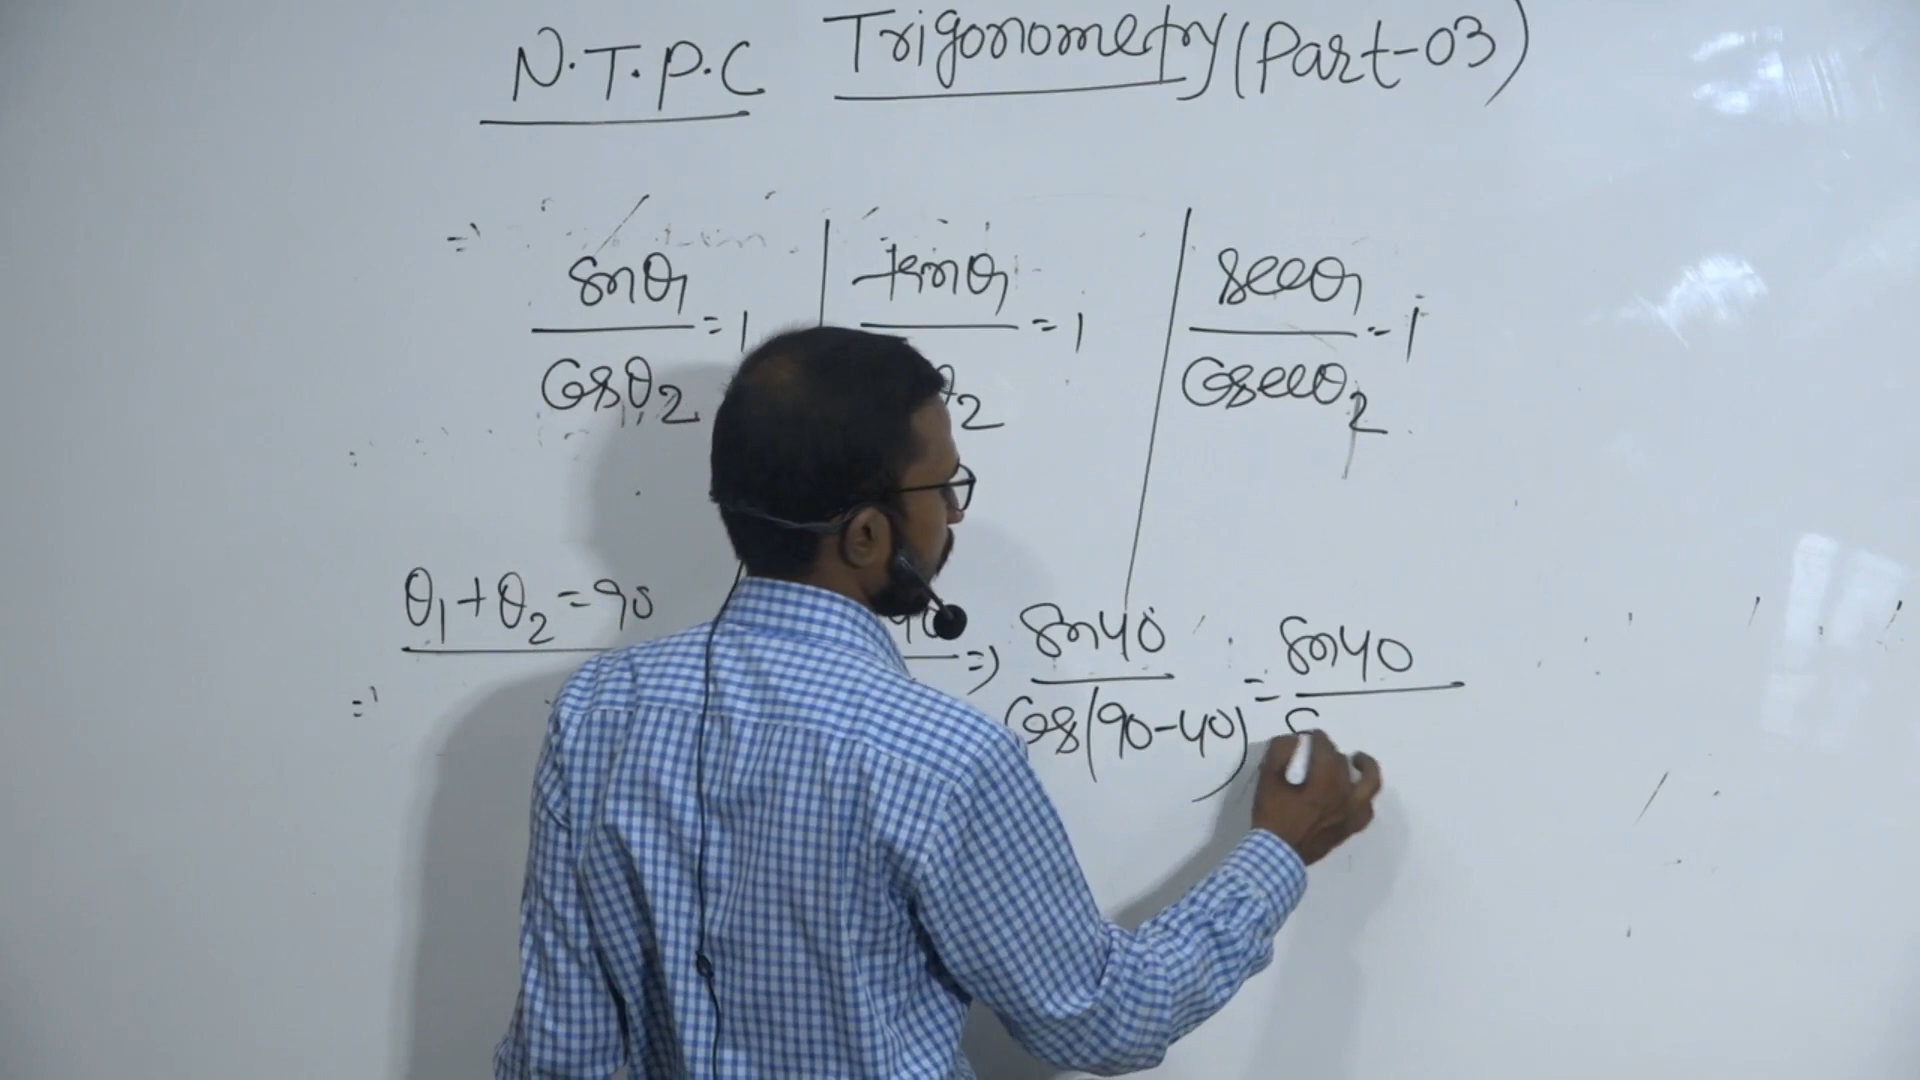 N.T.P.C Trigonometry (Part-03)
sinθ1 / Cosθ2 = 1 | tanθ1 / θ2 = 1 | secθ1 / Cosecθ2 = 1
θ1 + θ2 = 90
=> sin40 / Cos(90-40) = sin40 / s